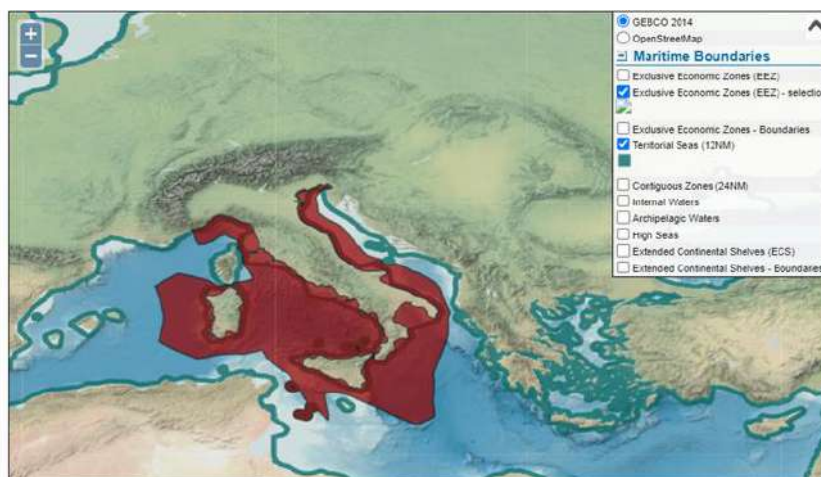 +
−
GEBCO 2014
OpenStreetMap
Maritime Boundaries
Exclusive Economic Zones (EEZ)
Exclusive Economic Zones (EEZ) - selectio
Exclusive Economic Zones - Boundaries
Territorial Seas (12NM)
Contiguous Zones (24NM)
Internal Waters
Archipelagic Waters
High Seas
Extended Continental Shelves (ECS)
Extended Continental Shelves - Boundaries